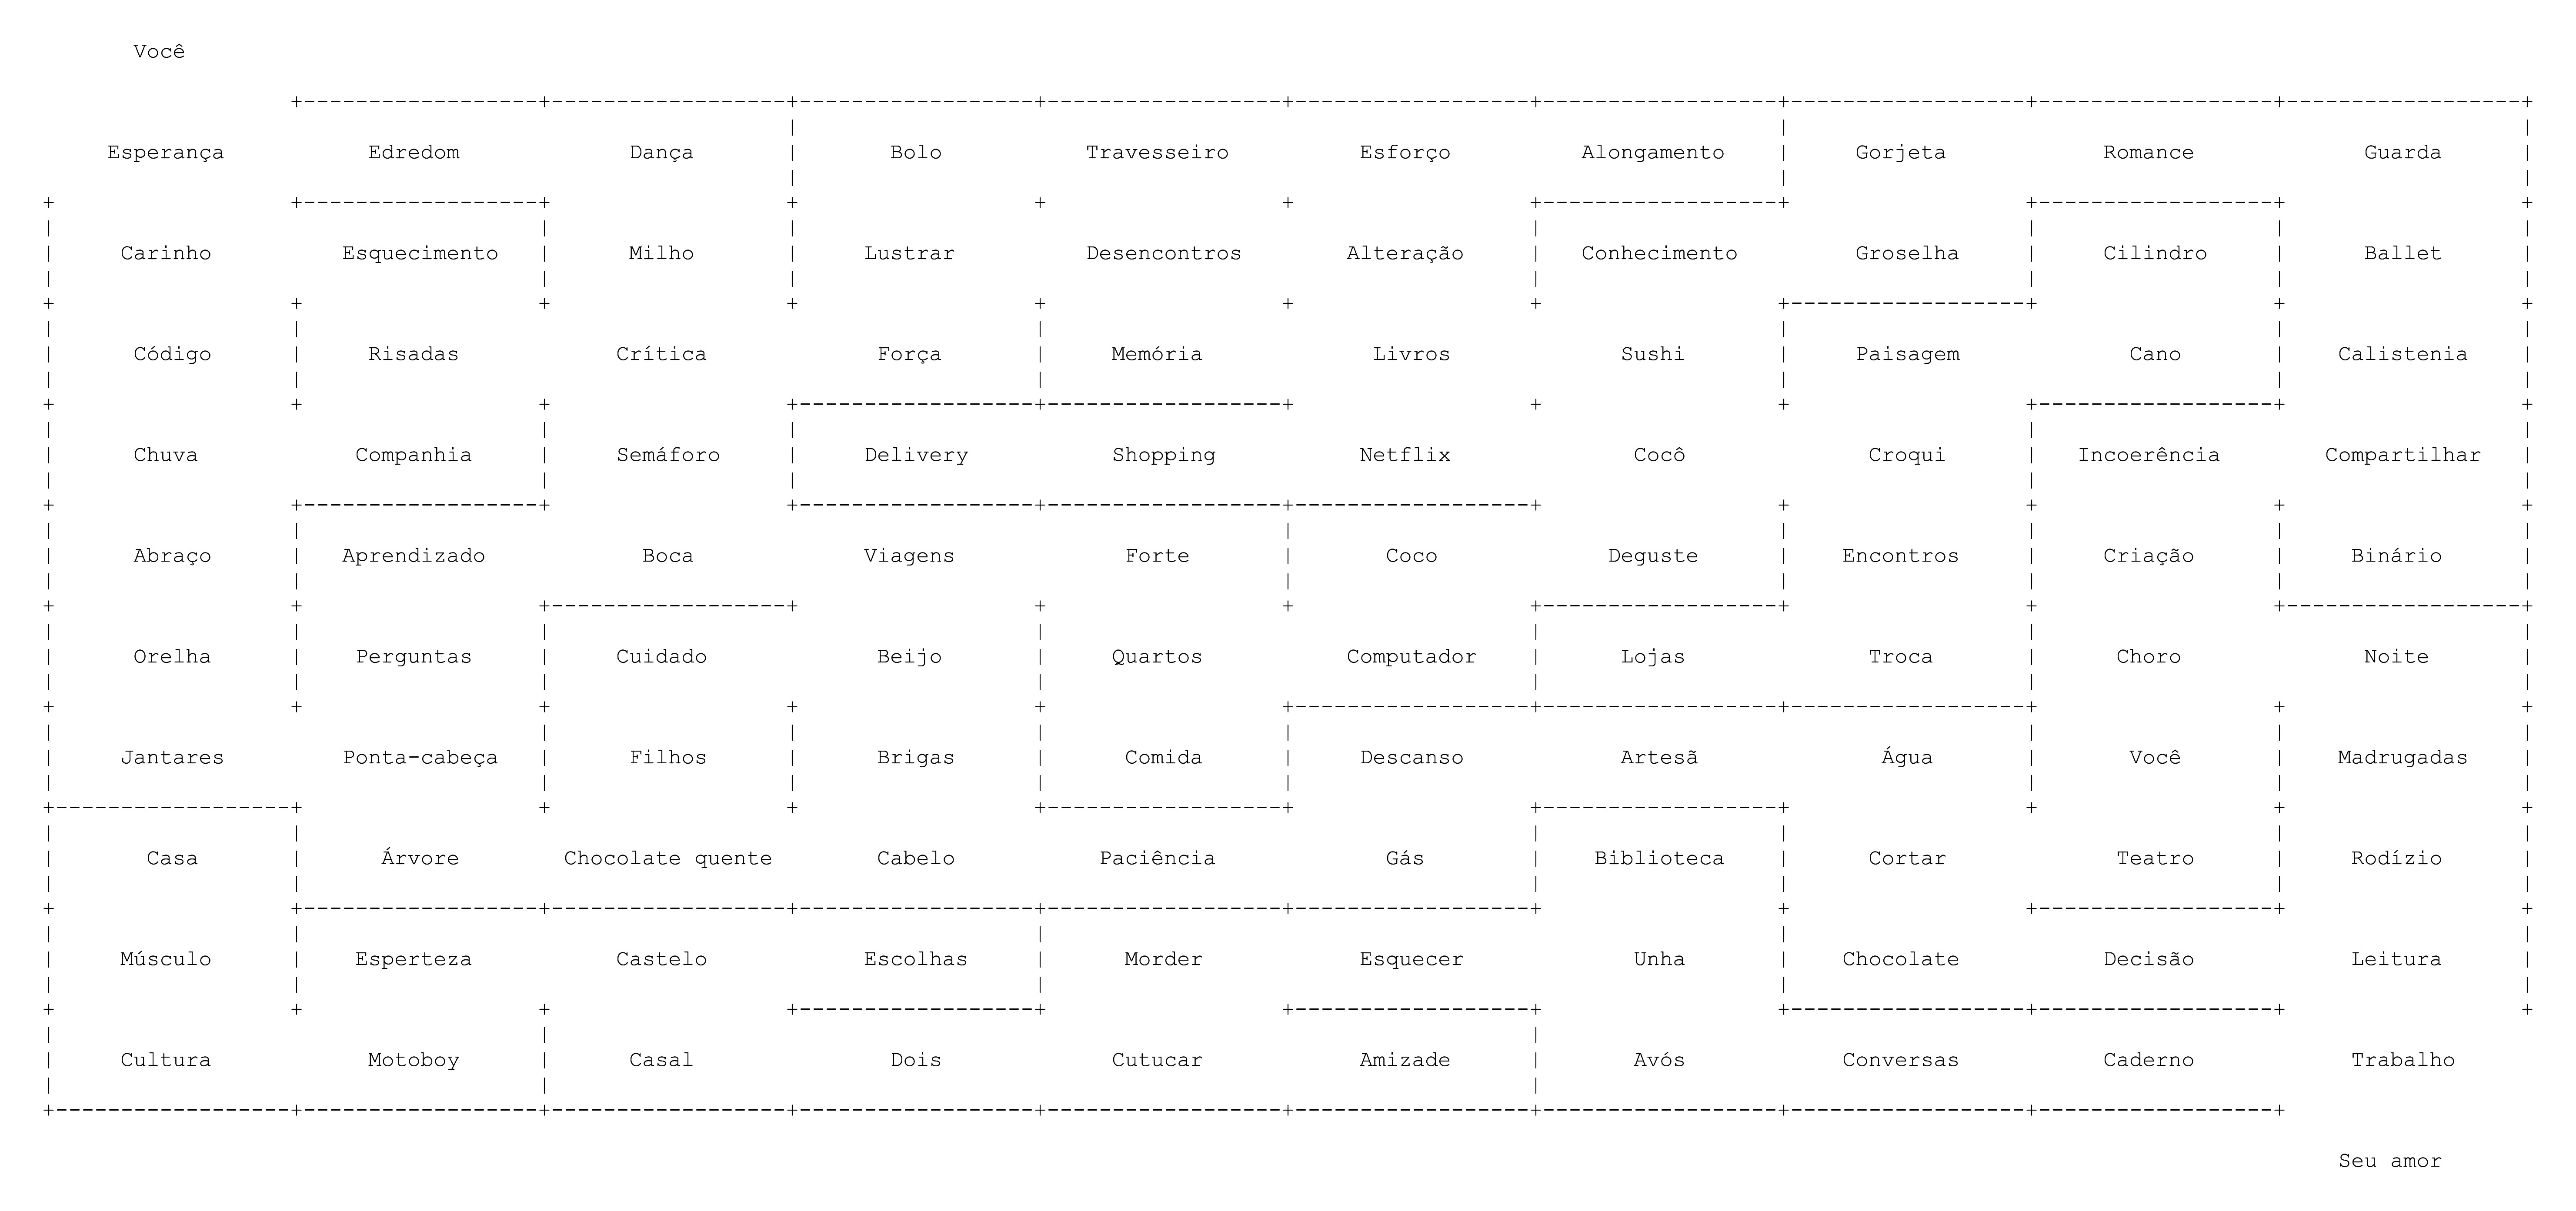 Você
Esperança Edredom Dança Bolo Travesseiro Esforço Alongamento Gorjeta Romance Guarda
Carinho Esquecimento Milho Lustrar Desencontros Alteração Conhecimento Groselha Cilindro Ballet
Código Risadas Crítica Força Memória Livros Sushi Paisagem Cano Calistenia
Chuva Companhia Semáforo Delivery Shopping Netflix Cocô Croqui Incoerência Compartilhar
Abraço Aprendizado Boca Viagens Forte Coco Deguste Encontros Criação Binário
Orelha Perguntas Cuidado Beijo Quartos Computador Lojas Troca Choro Noite
Jantares Ponta-cabeça Filhos Brigas Comida Descanso Artesã Água Você Madrugadas
Casa Árvore Chocolate quente Cabelo Paciência Gás Biblioteca Cortar Teatro Rodízio
Músculo Esperteza Castelo Escolhas Morder Esquecer Unha Chocolate Decisão Leitura
Cultura Motoboy Casal Dois Cutucar Amizade Avós Conversas Caderno Trabalho
Seu amor